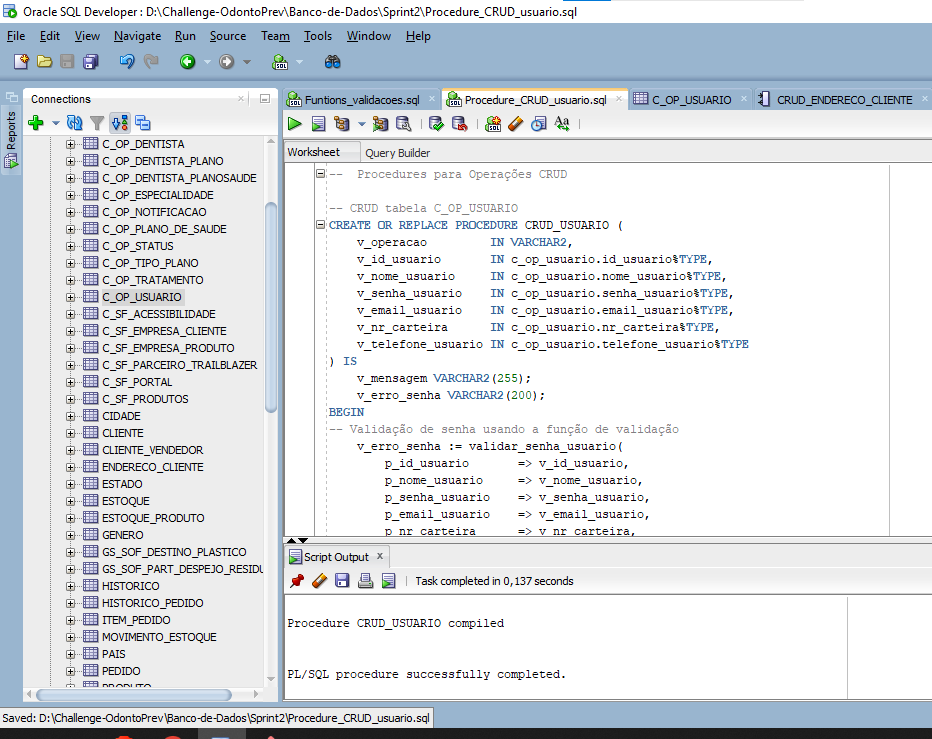 Oracle SQL Developer : D:\Challenge-OdontoPrev\Banco-de-Dados\Sprint2\Procedure_CRUD_usuario.sql
File Edit View Navigate Run Source Team Tools Window Help
Reports
Connections
C_OP_DENTISTA
C_OP_DENTISTA_PLANO
C_OP_DENTISTA_PLANOSAUDE
C_OP_ESPECIALIDADE
C_OP_NOTIFICACAO
C_OP_PLANO_DE_SAUDE
C_OP_STATUS
C_OP_TIPO_PLANO
C_OP_TRATAMENTO
C_OP_USUARIO
C_SF_ACESSIBILIDADE
C_SF_EMPRESA_CLIENTE
C_SF_EMPRESA_PRODUTO
C_SF_PARCEIRO_TRAILBLAZER
C_SF_PORTAL
C_SF_PRODUTOS
CIDADE
CLIENTE
CLIENTE_VENDEDOR
ENDERECO_CLIENTE
ESTADO
ESTOQUE
ESTOQUE_PRODUTO
GENERO
GS_SOF_DESTINO_PLASTICO
GS_SOF_PART_DESPEJO_RESIDU
HISTORICO
HISTORICO_PEDIDO
ITEM_PEDIDO
MOVIMENTO_ESTOQUE
PAIS
PEDIDO
PRODUTO
Funtions_validacoes.sql Procedure_CRUD_usuario.sql C_OP_USUARIO CRUD_ENDERECO_CLIENTE
Worksheet Query Builder
--  Procedures para Operações CRUD
-- CRUD tabela C_OP_USUARIO
CREATE OR REPLACE PROCEDURE CRUD_USUARIO (
    v_operacao         IN VARCHAR2,
    v_id_usuario       IN c_op_usuario.id_usuario%TYPE,
    v_nome_usuario     IN c_op_usuario.nome_usuario%TYPE,
    v_senha_usuario    IN c_op_usuario.senha_usuario%TYPE,
    v_email_usuario    IN c_op_usuario.email_usuario%TYPE,
    v_nr_carteira      IN c_op_usuario.nr_carteira%TYPE,
    v_telefone_usuario IN c_op_usuario.telefone_usuario%TYPE
) IS
    v_mensagem VARCHAR2(255);
    v_erro_senha VARCHAR2(200);
BEGIN
-- Validação de senha usando a função de validação
    v_erro_senha := validar_senha_usuario(
        p_id_usuario       => v_id_usuario,
        p_nome_usuario     => v_nome_usuario,
        p_senha_usuario    => v_senha_usuario,
        p_email_usuario    => v_email_usuario,
        p_nr_carteira      => v_nr_carteira,
Script Output
Task completed in 0,137 seconds
Procedure CRUD_USUARIO compiled
PL/SQL procedure successfully completed.
Saved: D:\Challenge-OdontoPrev\Banco-de-Dados\Sprint2\Procedure_CRUD_usuario.sql